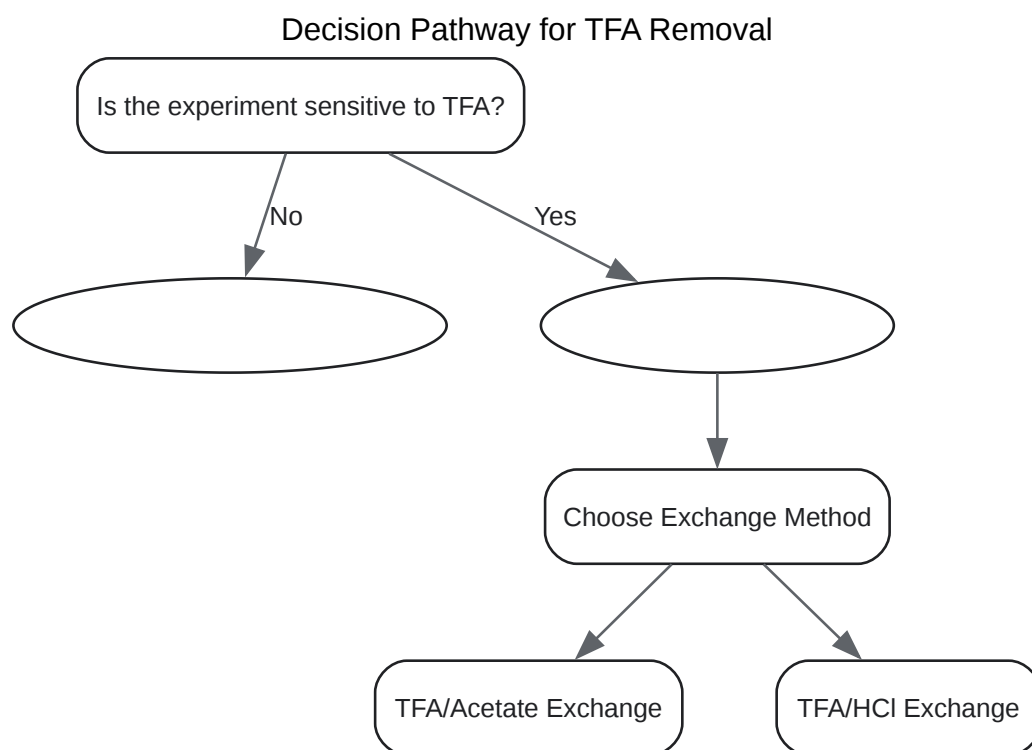 Decision Pathway for TFA Removal
Is the experiment sensitive to TFA?
No
Yes
Choose Exchange Method
TFA/Acetate Exchange
TFA/HCl Exchange